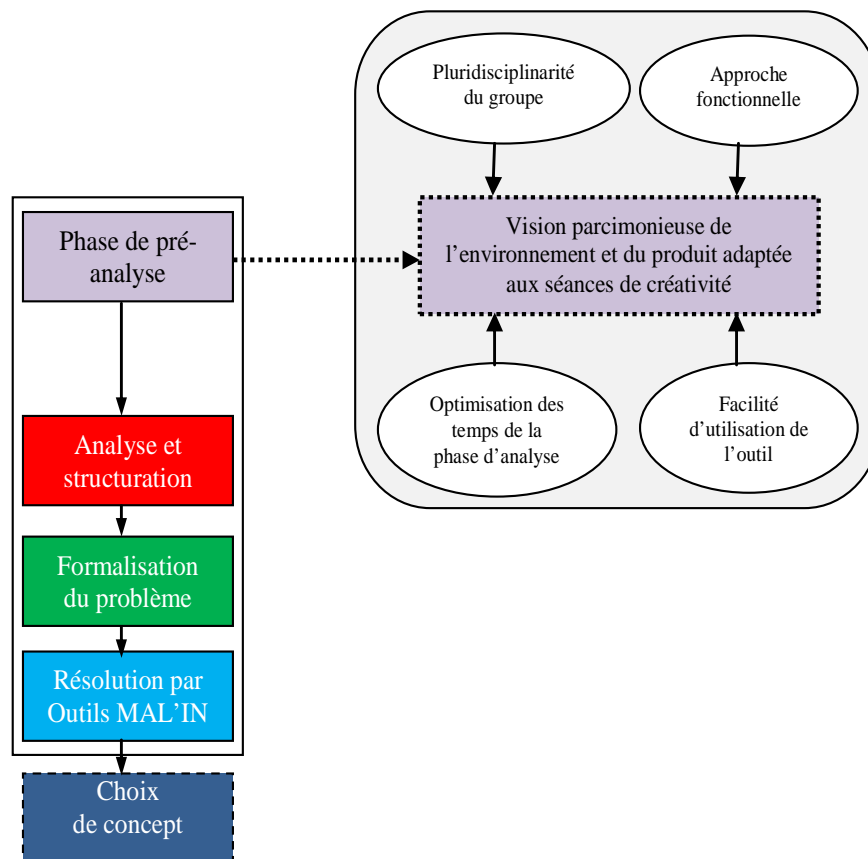 Pluridisciplinarité
du groupe
Approche
fonctionnelle
Phase de pré-
analyse
Vision parcimonieuse de
l’environnement et du produit adaptée
aux séances de créativité
Optimisation des
temps de la
phase d’analyse
Facilité
d’utilisation de
l’outil
Analyse et
structuration
Formalisation
du problème
Résolution par
Outils MAL’IN
Choix
de concept